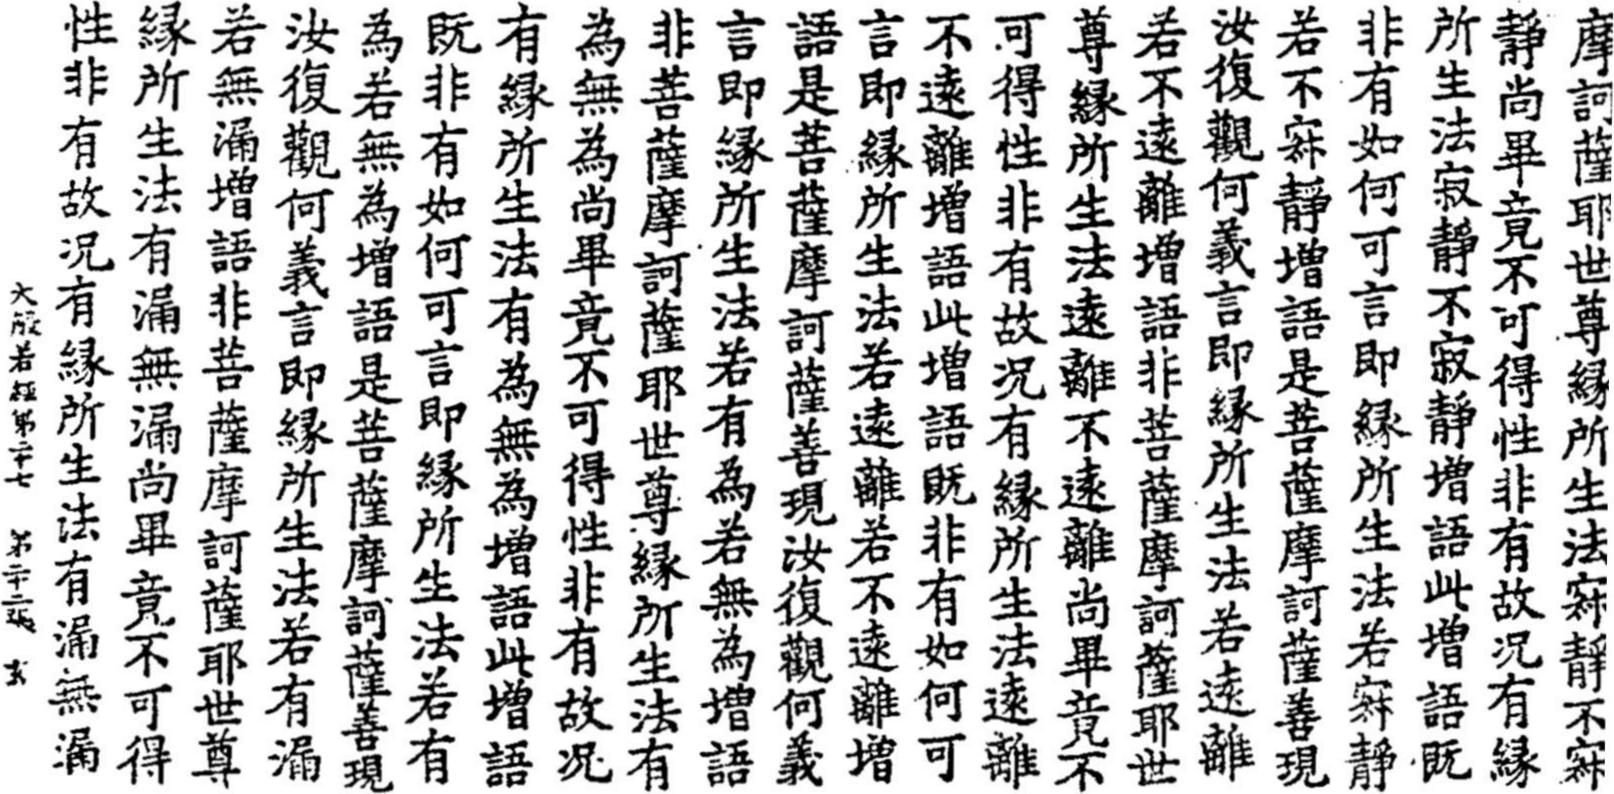 摩訶薩耶世尊緣所生法寂靜不寂
靜尚畢竟不可得性非有故况有緣
所生法寂靜不寂靜增語此增語既
非有如何可言即緣所生法若寂靜
若不寂靜增語是菩薩摩訶薩善現
汝復觀何義言即緣所生法若遠離
若不遠離增語非菩薩摩訶薩耶世
尊緣所生法遠離不遠離尚畢竟不
可得性非有故况有緣所生法遠離
不遠離增語此增語既非有如何可
言即緣所生法若遠離若不遠離增
語是菩薩摩訶薩善現汝復觀何義
言即緣所生法若有為若無為增語
非菩薩摩訶薩耶世尊緣所生法有
為無為尚畢竟不可得性非有故况
有緣所生法有為無為增語此增語
既非有如何可言即緣所生法若有
為若無為增語是菩薩摩訶薩善現
汝復觀何義言即緣所生法若有漏
若無漏增語非菩薩摩訶薩耶世尊
緣所生法有漏無漏尚畢竟不可得
性非有故况有緣所生法有漏無漏
大般若經第二十七 第二十二張